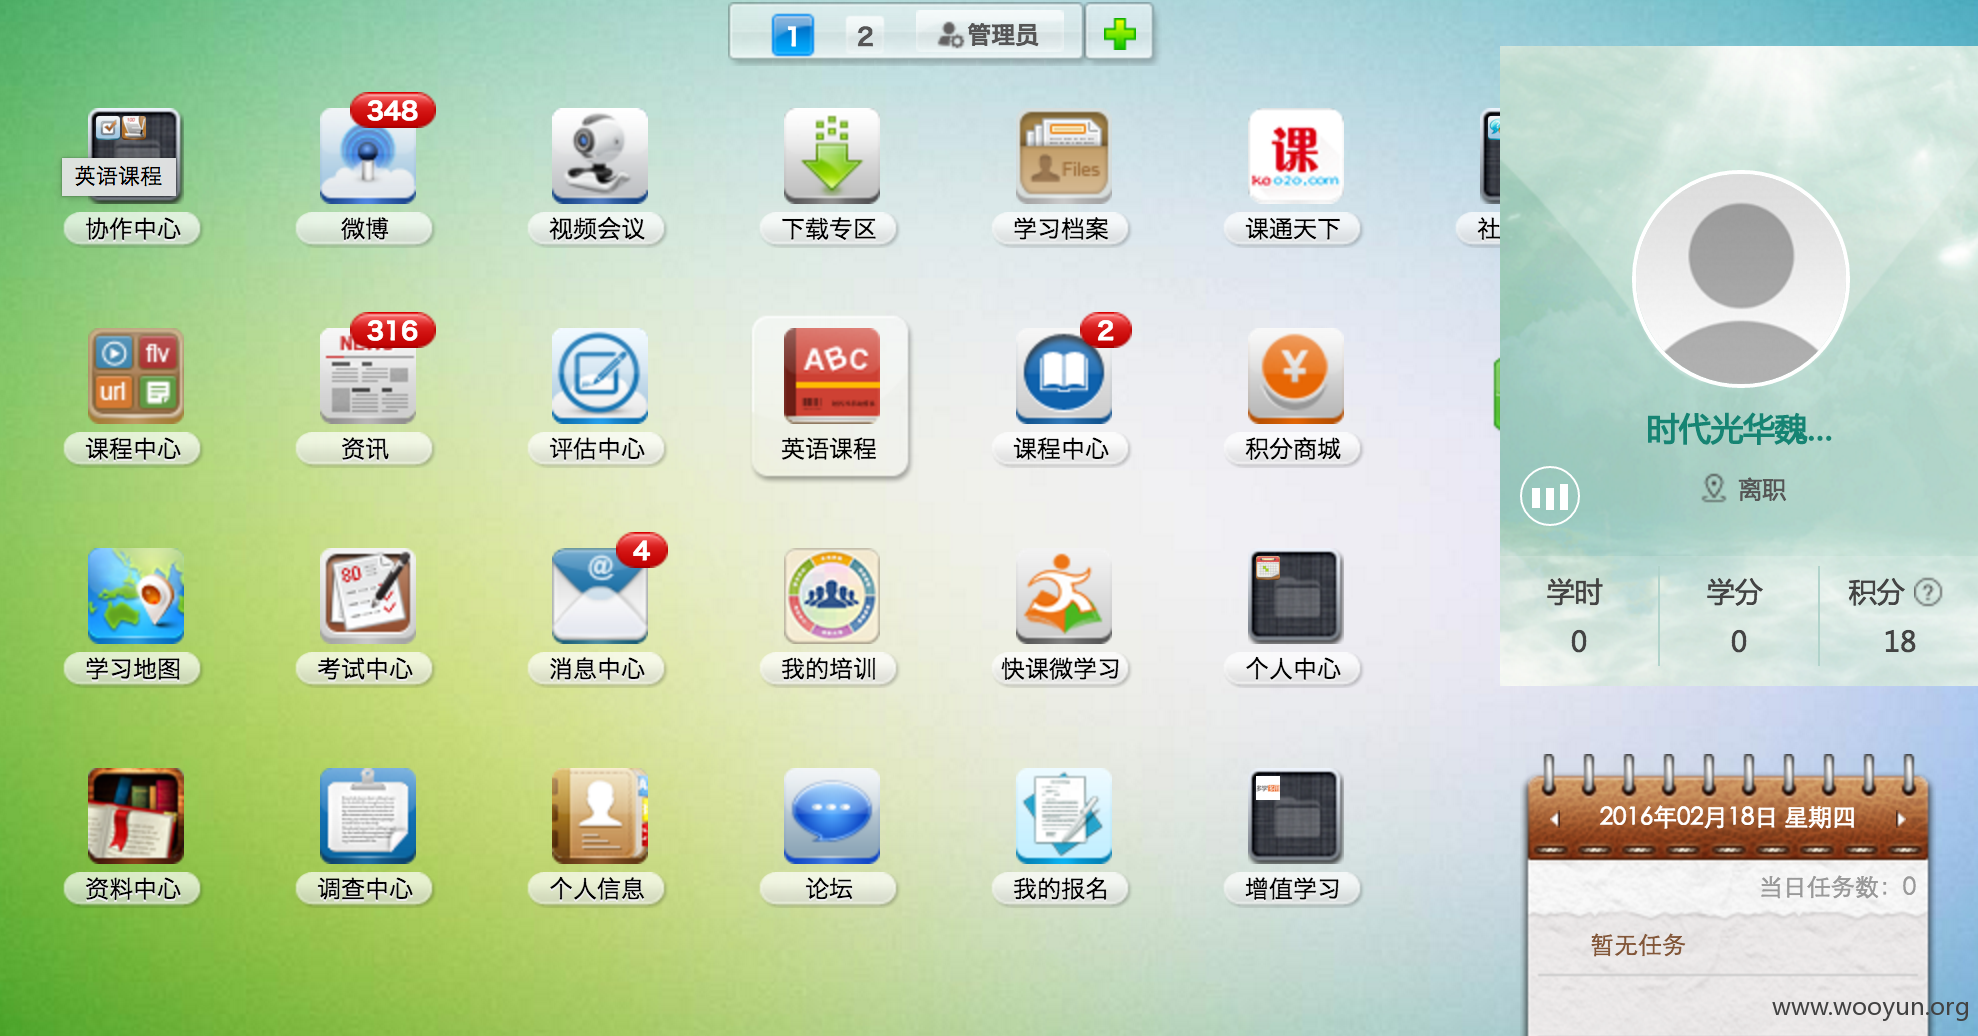 1 2 管理员
348
Files
课
koo2o.com
英语课程
协作中心 微博 视频会议 下载专区 学习档案 课通天下 社
316 2
flv
url
NEWS
ABC
¥
课程中心 资讯 评估中心 英语课程 课程中心 积分商城
4
80
@
学习地图 考试中心 消息中心 我的培训 快课微学习 个人中心
资料中心 调查中心 个人信息 论坛 我的报名 增值学习
时代光华魏...
离职
学时 学分 积分 ?
0 0 18
2016年02月18日 星期四
当日任务数：0
暂无任务
www.wooyun.org